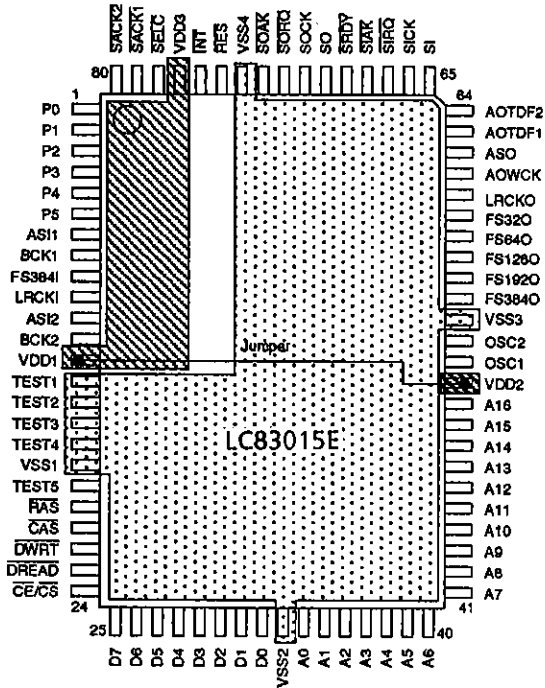 SACK2
SACK1
SELC
VDD3
INT
RES
VSS4
SOAK
SORQ
SOCK
SO
SRDY
SIAK
SIRQ
SICK
SI
80
65
1
64
P0
P1
P2
P3
P4
P5
ASI1
BCK1
FS384I
LRCKI
ASI2
BCK2
VDD1
TEST1
TEST2
TEST3
TEST4
VSS1
TEST5
RAS
CAS
DWRT
DREAD
CE/CS
Jumper
LC83015E
AOTDF2
AOTDF1
ASO
AOWCK
LRCKO
FS32O
FS64O
FS128O
FS192O
FS384O
VSS3
OSC2
OSC1
VDD2
A16
A15
A14
A13
A12
A11
A10
A9
A8
A7
24
41
25
40
D7
D6
D5
D4
D3
D2
D1
D0
VSS2
A0
A1
A2
A3
A4
A5
A6